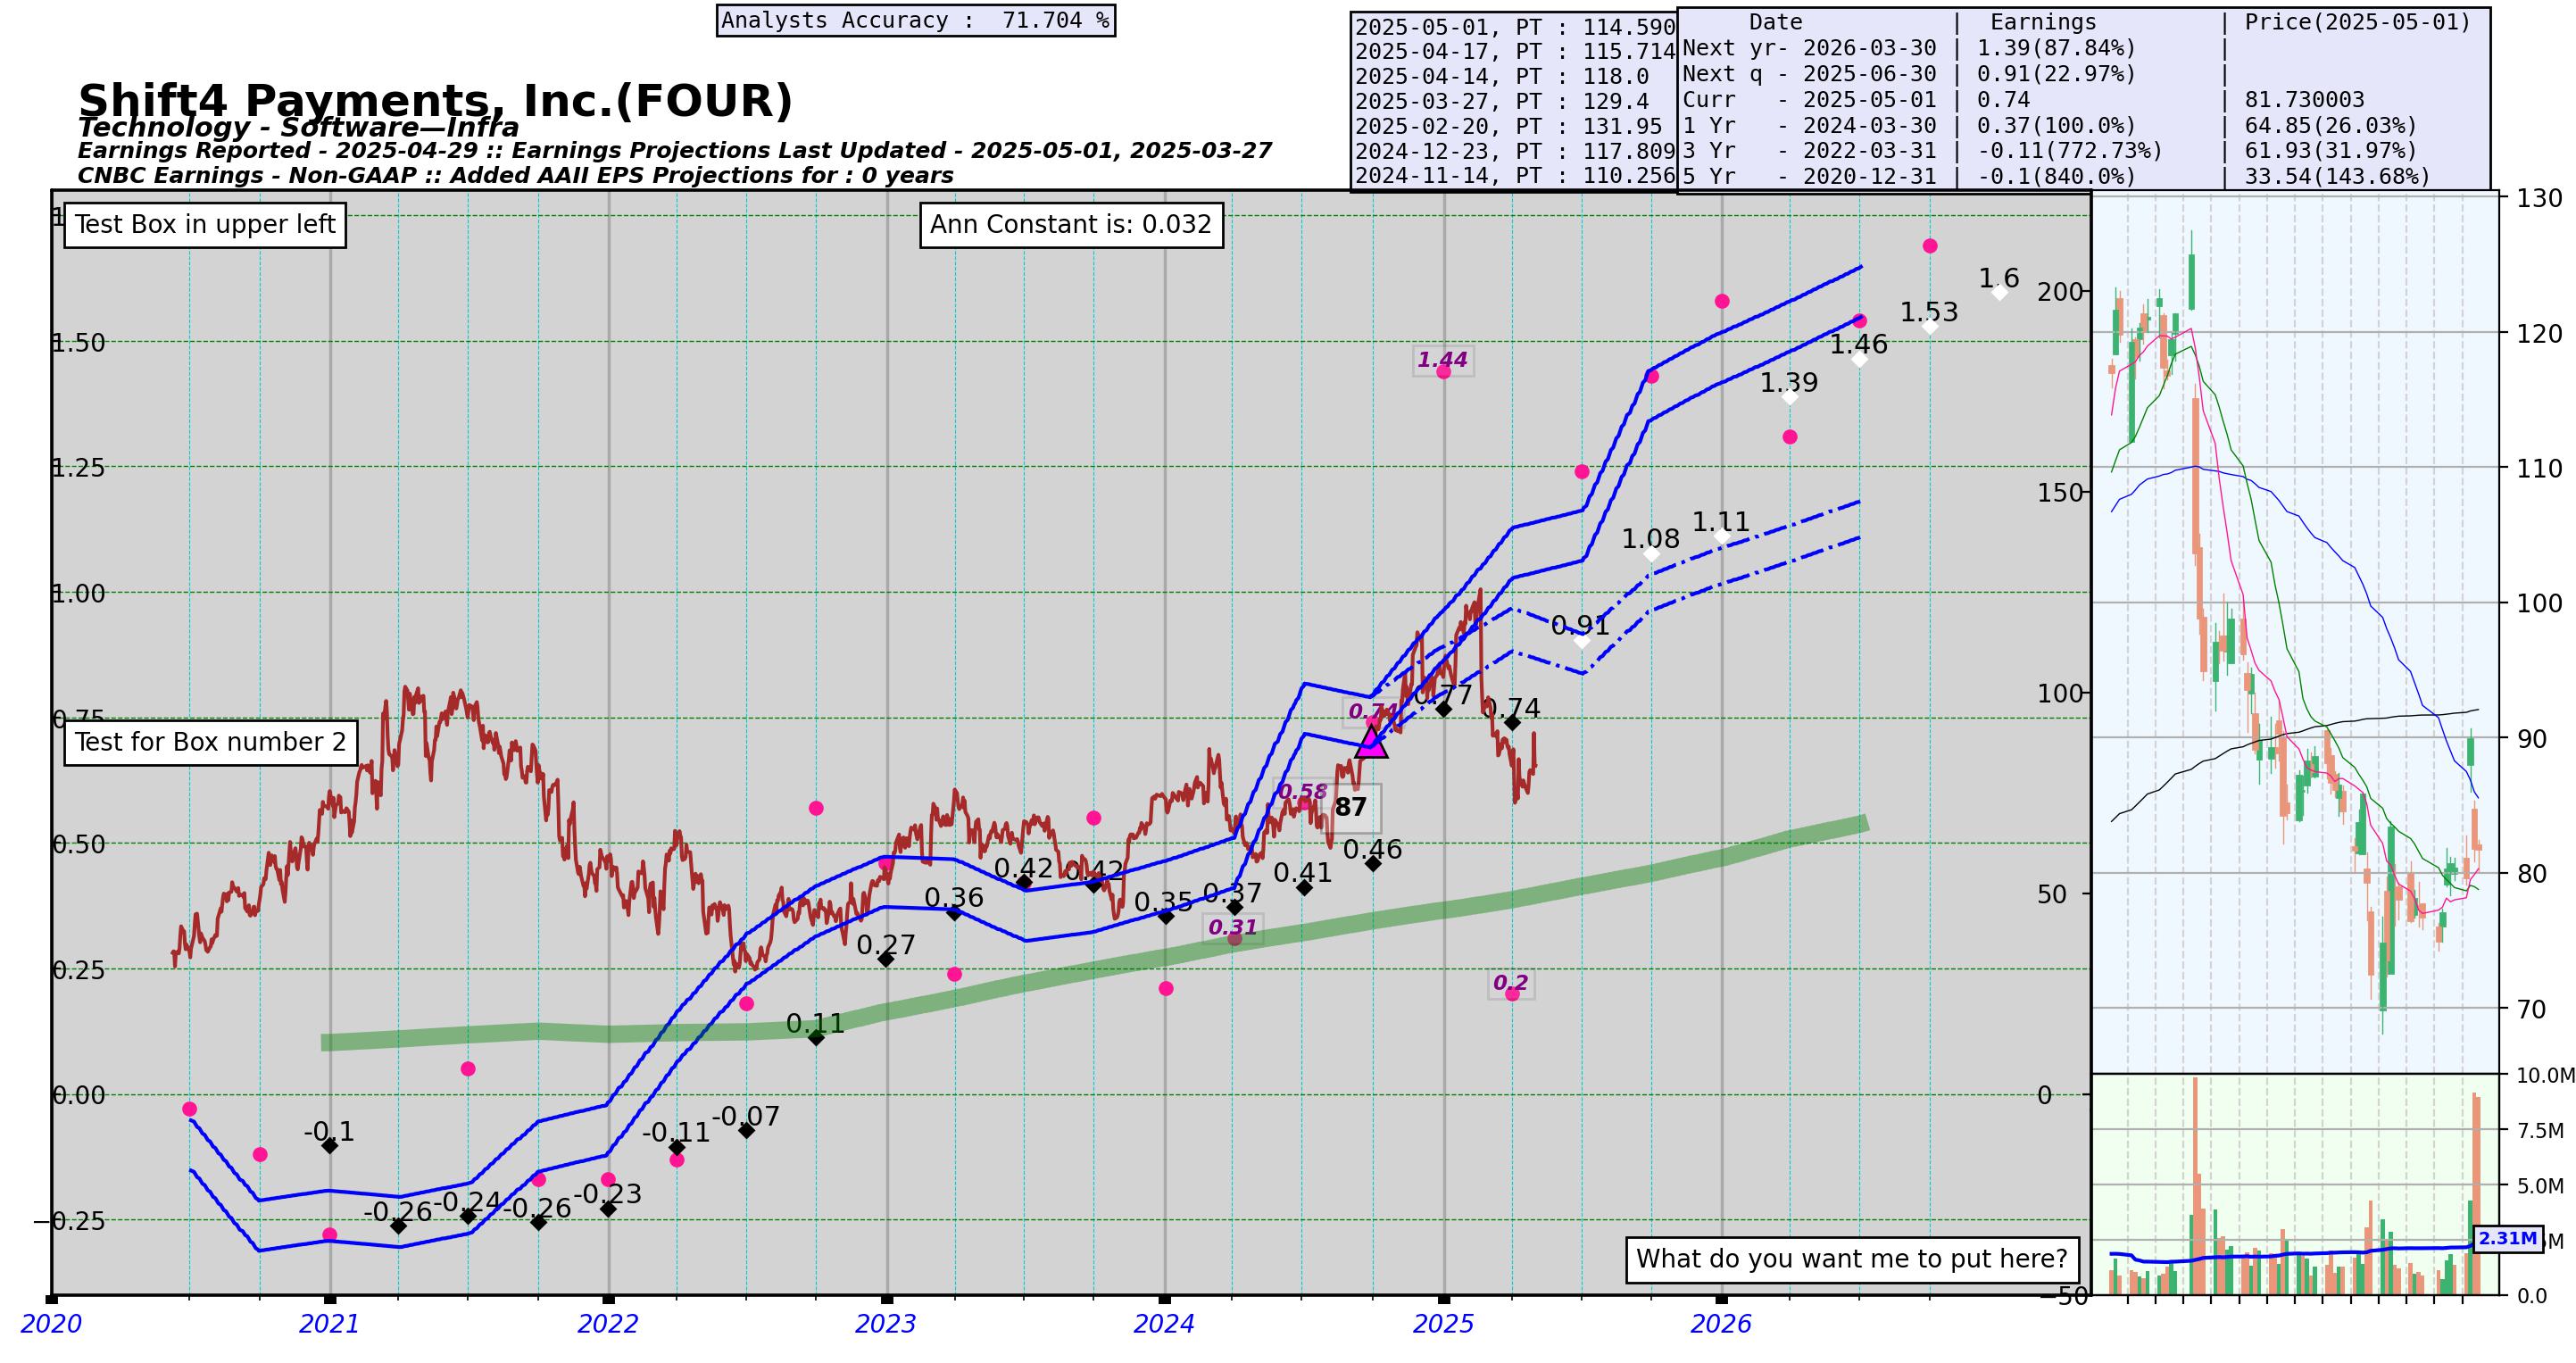 Analysts Accuracy :  71.704 %
2025-05-01, PT : 114.590
2025-04-17, PT : 115.714
2025-04-14, PT : 118.0
2025-03-27, PT : 129.4
2025-02-20, PT : 131.95
2024-12-23, PT : 117.809
2024-11-14, PT : 110.256
Date | Earnings | Price(2025-05-01)
Next yr- 2026-03-30 | 1.39(87.84%) |
Next q - 2025-06-30 | 0.91(22.97%) |
Curr - 2025-05-01 | 0.74 | 81.730003
1 Yr - 2024-03-30 | 0.37(100.0%) | 64.85(26.03%)
3 Yr - 2022-03-31 | -0.11(772.73%) | 61.93(31.97%)
5 Yr - 2020-12-31 | -0.1(840.0%) | 33.54(143.68%)
Shift4 Payments, Inc.(FOUR)
Technology - Software—Infra
Earnings Reported - 2025-04-29 :: Earnings Projections Last Updated - 2025-05-01, 2025-03-27
CNBC Earnings - Non-GAAP :: Added AAII EPS Projections for : 0 years
Test Box in upper left
Ann Constant is: 0.032
1.50
1.25
1.00
0.75
Test for Box number 2
0.50
0.25
0.00
−0.25
-0.1
-0.26
-0.24
-0.26
-0.23
-0.11
-0.07
0.11
0.27
0.36
0.42
0.42
0.35
0.37
0.31
0.41
0.58
0.46
87
0.74
0.77
1.44
0.74
0.2
0.91
1.08
1.11
1.39
1.46
1.53
1.6
200
150
100
50
0
−50
What do you want me to put here?
130
120
110
100
90
80
70
10.0M
7.5M
5.0M
2.31M
0.0
2020
2021
2022
2023
2024
2025
2026